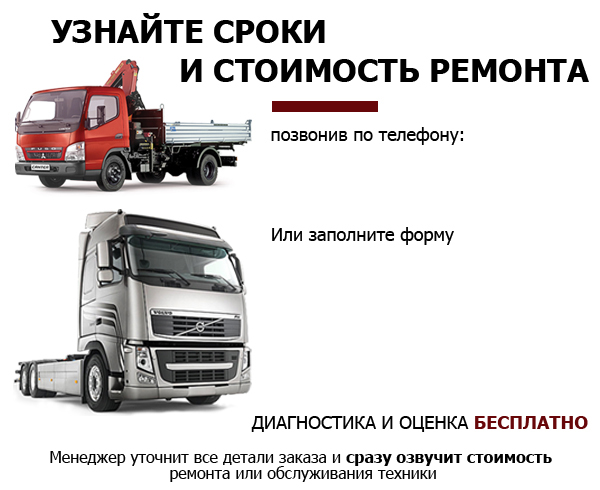 УЗНАЙТЕ СРОКИ
И СТОИМОСТЬ РЕМОНТА
позвонив по телефону:
Или заполните форму
VOLVO
ДИАГНОСТИКА И ОЦЕНКА БЕСПЛАТНО
Менеджер уточнит все детали заказа и сразу озвучит стоимость
ремонта или обслуживания техники